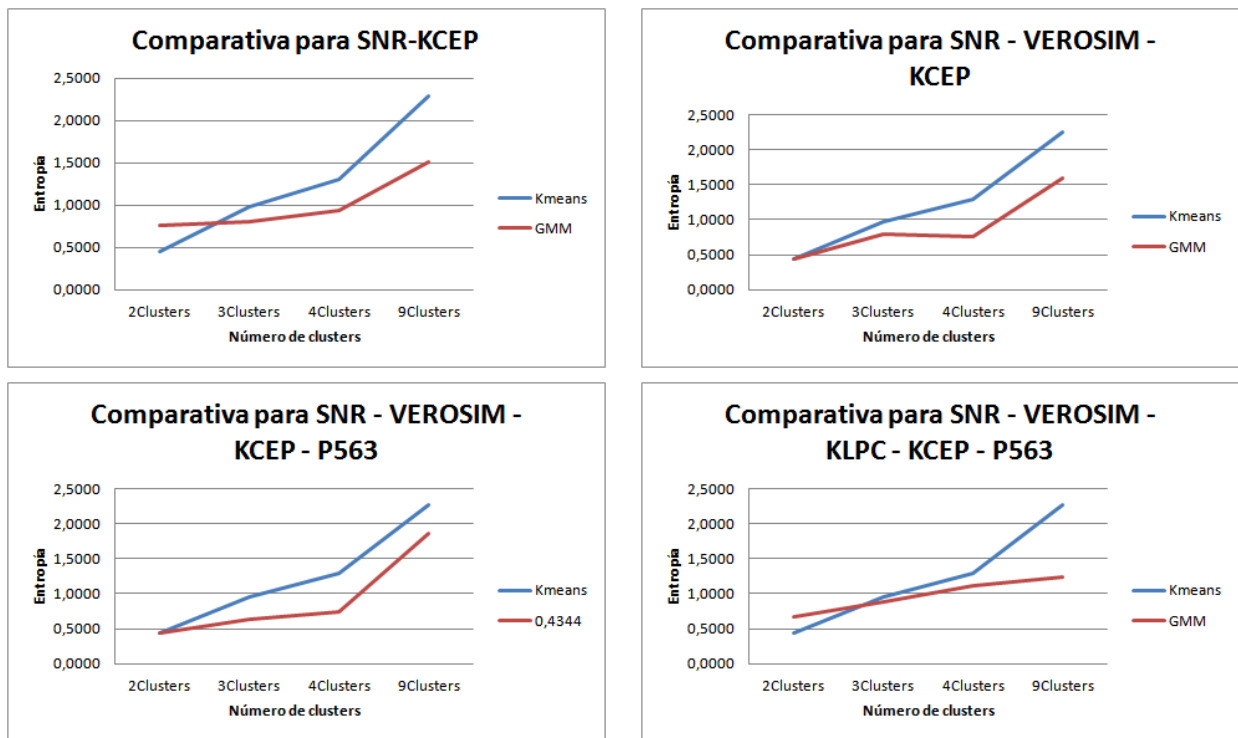 Comparativa para SNR-KCEP
2,5000
2,0000
1,5000
1,0000
0,5000
0,0000
Entropía
2Clusters 3Clusters 4Clusters 9Clusters
Número de clusters
Kmeans
GMM
Comparativa para SNR - VEROSIM -
KCEP
2,5000
2,0000
1,5000
1,0000
0,5000
0,0000
Entropía
2Clusters 3Clusters 4Clusters 9Clusters
Número de clusters
Kmeans
GMM
Comparativa para SNR - VEROSIM -
KCEP - P563
2,5000
2,0000
1,5000
1,0000
0,5000
0,0000
Entropía
2Clusters 3Clusters 4Clusters 9Clusters
Número de clusters
Kmeans
0,4344
Comparativa para SNR - VEROSIM -
KLPC - KCEP - P563
2,5000
2,0000
1,5000
1,0000
0,5000
0,0000
Entropía
2Clusters 3Clusters 4Clusters 9Clusters
Número de clusters
Kmeans
GMM